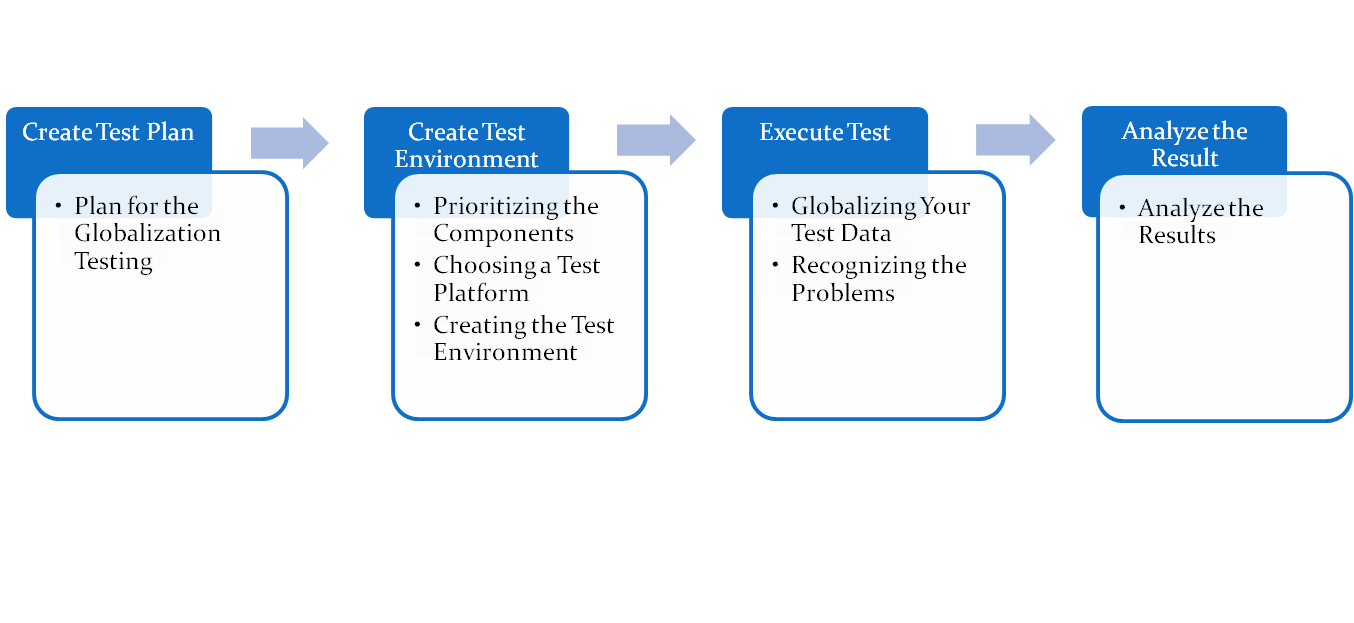 Create Test Plan
• Plan for the
Globalization
Testing
Create Test
Environment
• Prioritizing the
Components
• Choosing a Test
Platform
• Creating the Test
Environment
Execute Test
• Globalizing Your
Test Data
• Recognizing the
Problems
Analyze the
Result
• Analyze the
Results